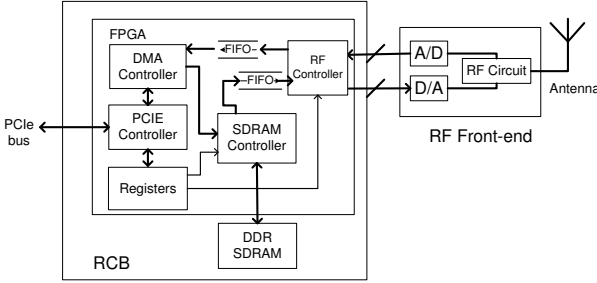 FPGA
DMA
Controller
FIFO
RF
Controller
FIFO
A/D
D/A
RF Circuit
Antenna
RF Front-end
PCIe
bus
PCIE
Controller
SDRAM
Controller
Registers
DDR
SDRAM
RCB